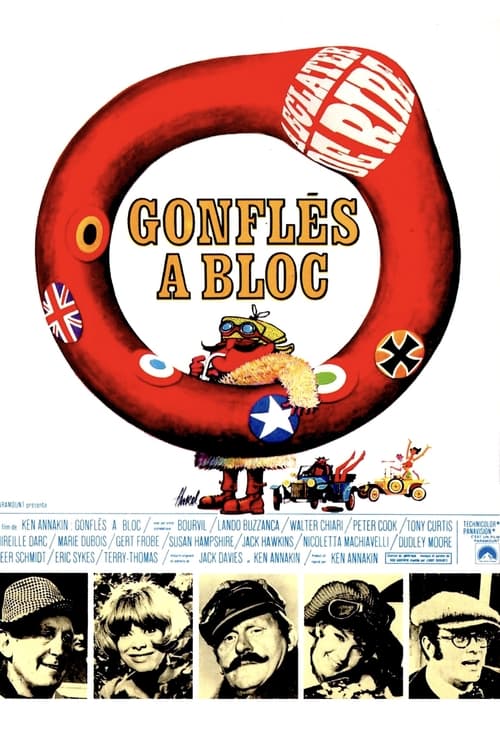 A ECLATER
DE RIRE
GONFLÉS
A BLOC
PARAMOUNT présente
film de KEN ANNAKIN: GONFLÉS A BLOC BOURVIL / LANDO BUZZANCA / WALTER CHIARI / PETER COOK / TONY CURTIS
MIREILLE DARC / MARIE DUBOIS / GERT FROBE / SUSAN HAMPSHIRE / JACK HAWKINS / NICOLETTA MACHIAVELLI / DUDLEY MOORE
PEER SCHMIDT / ERIC SYKES / TERRY-THOMAS / JACK DAVIES et KEN ANNAKIN / KEN ANNAKIN
TECHNICOLOR
PANAVISION
C'EST UN FILM
PARAMOUNT